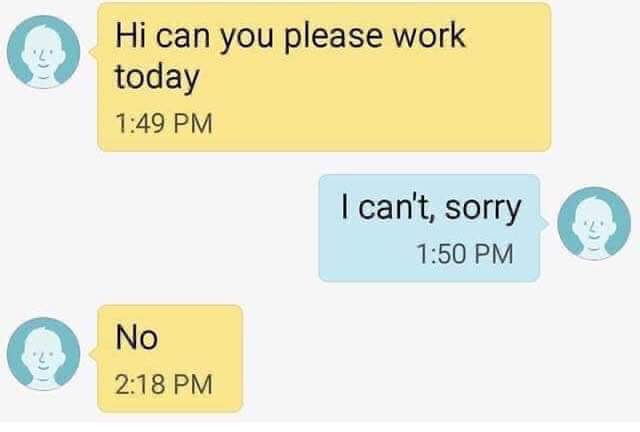 Hi can you please work
today
1:49 PM
I can't, sorry
1:50 PM
No
2:18 PM